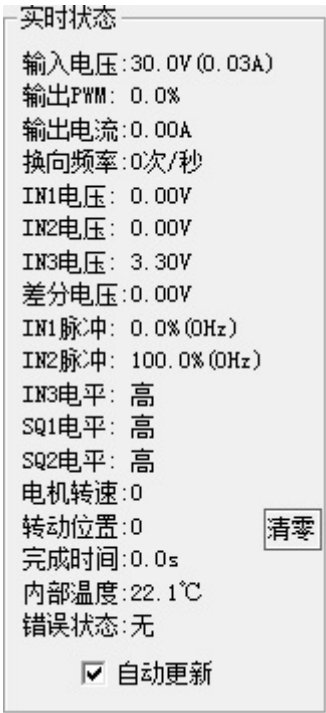 实时状态
输入电压:30.0V(0.03A)
输出PWM: 0.0%
输出电流:0.00A
换向频率:0次/秒
IN1电压: 0.00V
IN2电压: 0.00V
IN3电压: 3.30V
差分电压:0.00V
IN1脉冲: 0.0%(0Hz)
IN2脉冲: 100.0%(0Hz)
IN3电平: 高
SQ1电平: 高
SQ2电平: 高
电机转速:0
转动位置:0 清零
完成时间:0.0s
内部温度:22.1℃
错误状态:无
自动更新